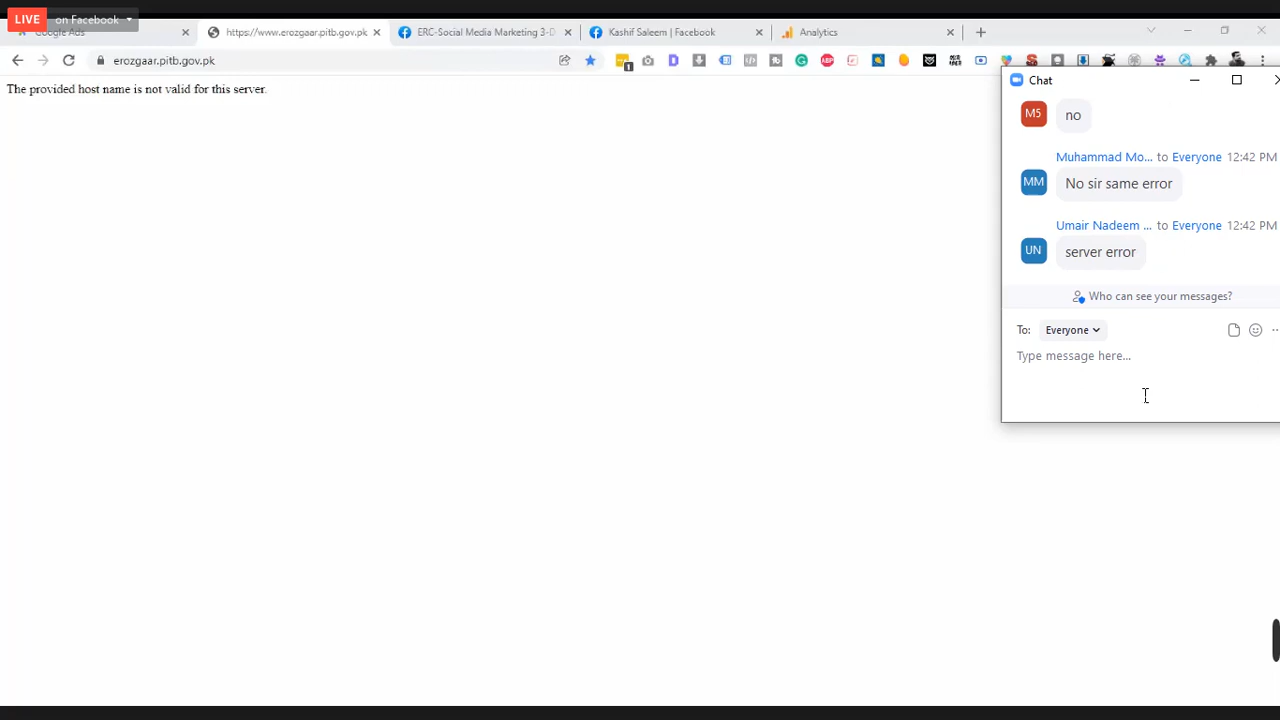 LIVE on Facebook
Google Ads
https://www.erozgaar.pitb.gov.pk
ERC-Social Media Marketing 3-D
Kashif Saleem | Facebook
Analytics
erozgaar.pitb.gov.pk
The provided host name is not valid for this server.
Chat
M5
no
Muhammad Mo... to Everyone 12:42 PM
MM
No sir same error
Umair Nadeem ... to Everyone 12:42 PM
UN
server error
Who can see your messages?
To: Everyone
Type message here...